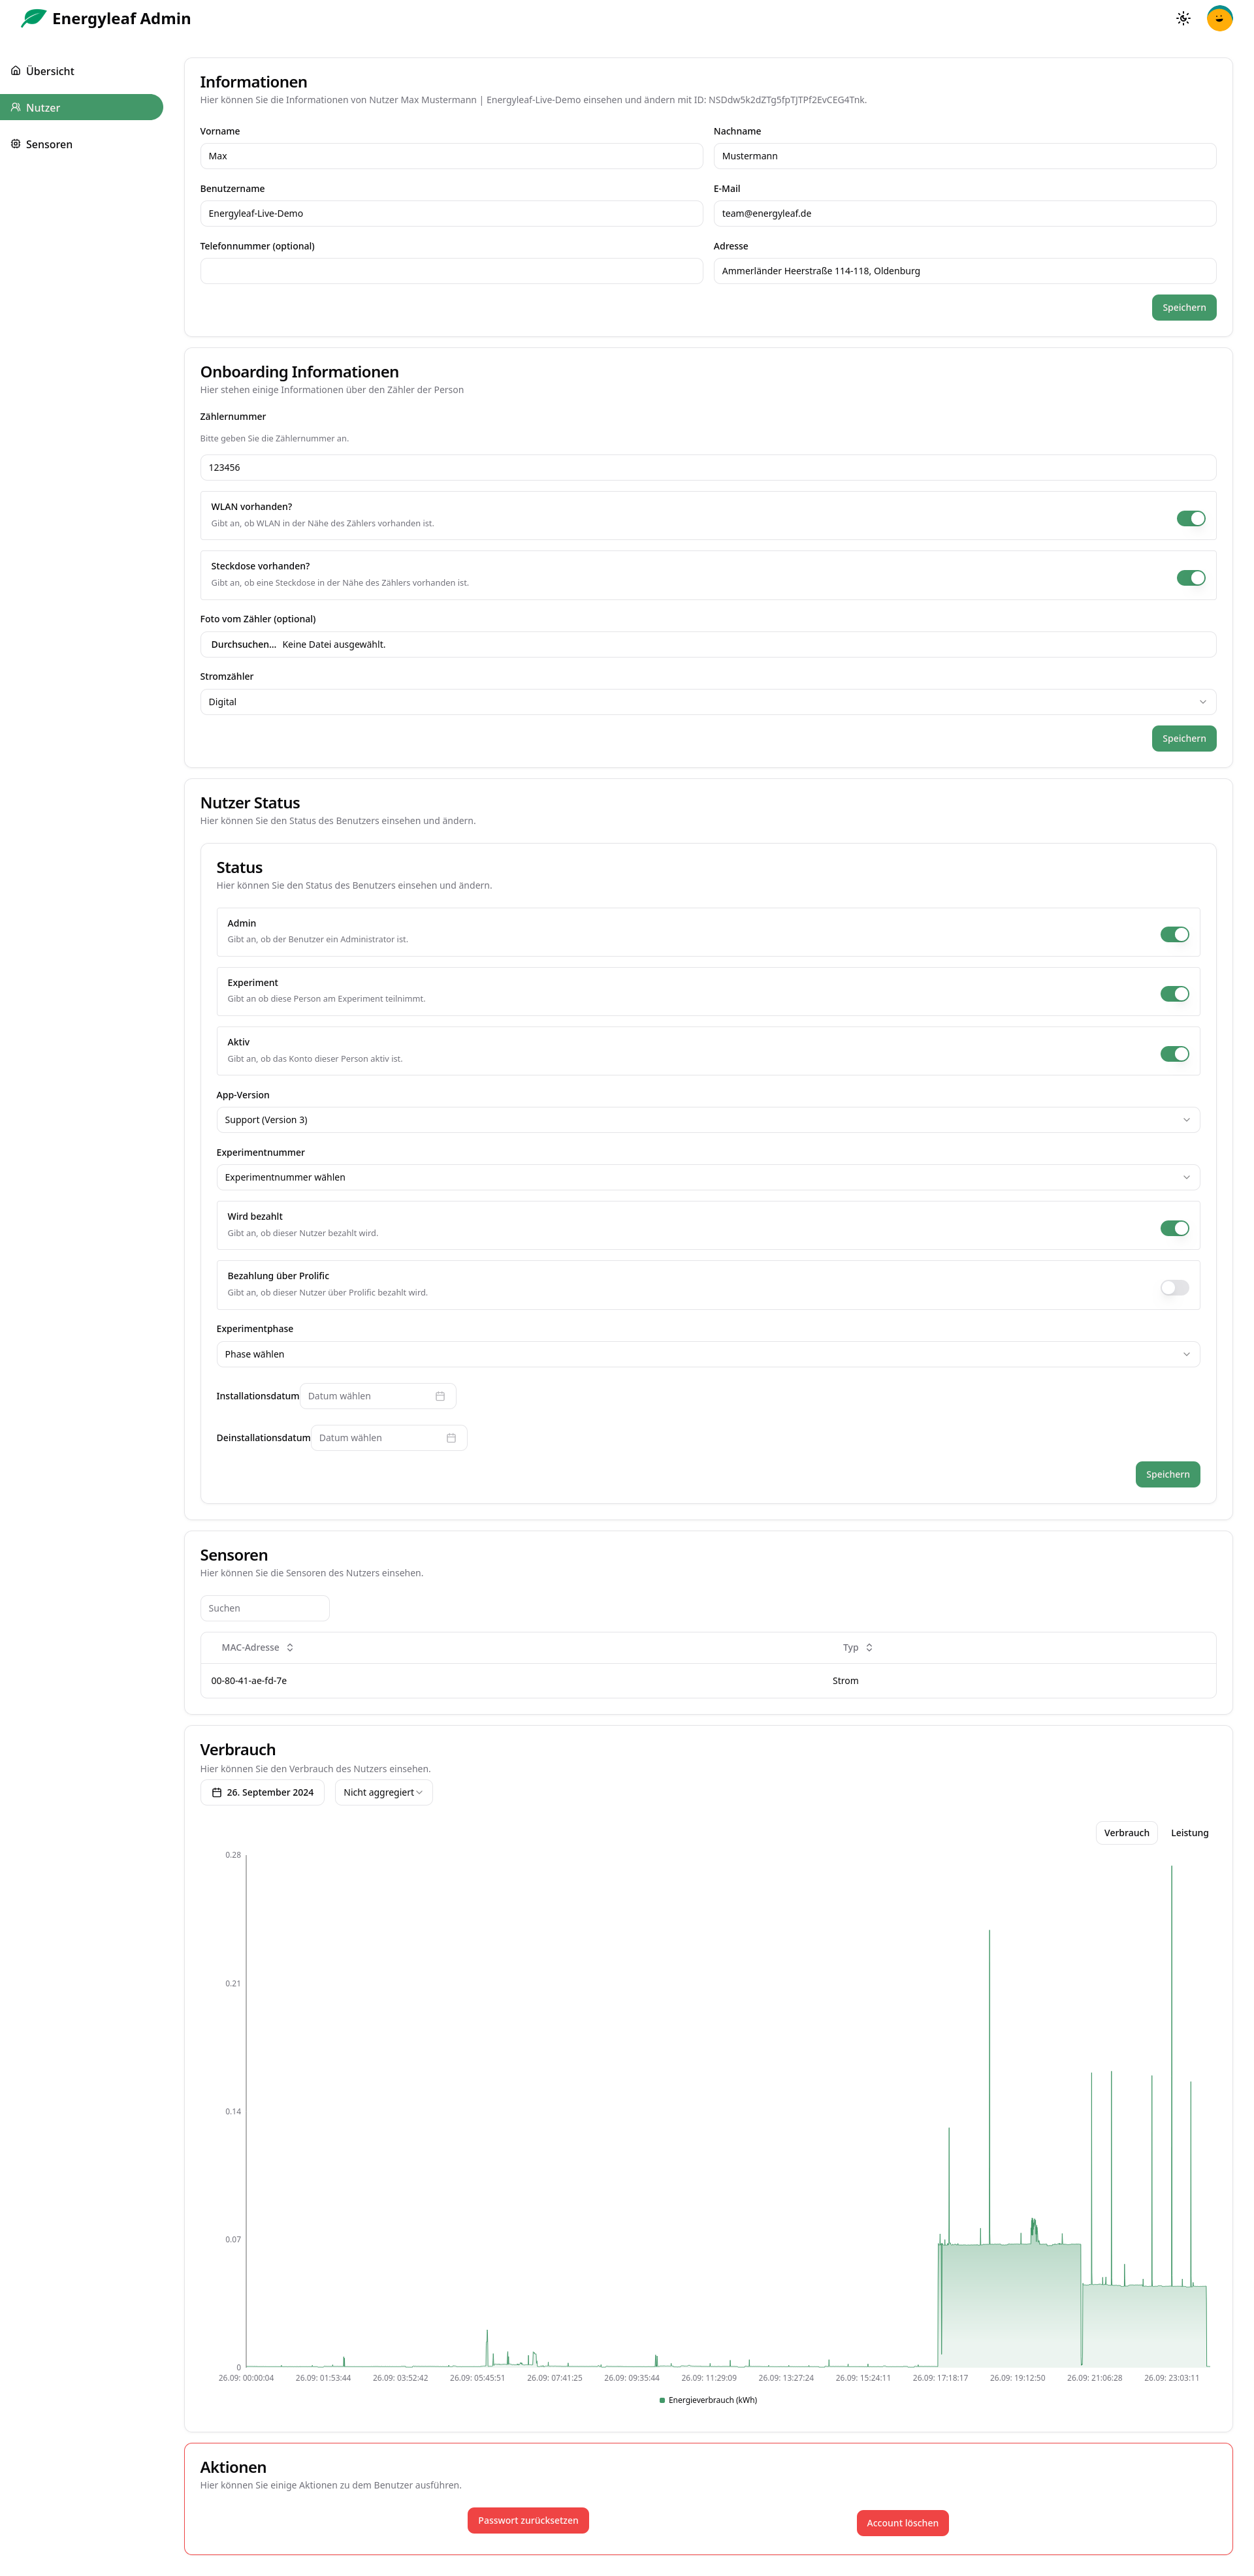 Energyleaf Admin
Übersicht
Nutzer
Sensoren
Informationen
Hier können Sie die Informationen von Nutzer Max Mustermann | Energyleaf-Live-Demo einsehen und ändern mit ID: NSDdw5k2dZTg5fpTJTPf2EvCEG4Tnk.
Vorname
Nachname
Max
Mustermann
Benutzername
E-Mail
Energyleaf-Live-Demo
team@energyleaf.de
Telefonnummer (optional)
Adresse
Ammerländer Heerstraße 114-118, Oldenburg
Speichern
Onboarding Informationen
Hier stehen einige Informationen über den Zähler der Person
Zählernummer
Bitte geben Sie die Zählernummer an.
123456
WLAN vorhanden?
Gibt an, ob WLAN in der Nähe des Zählers vorhanden ist.
Steckdose vorhanden?
Gibt an, ob eine Steckdose in der Nähe des Zählers vorhanden ist.
Foto vom Zähler (optional)
Durchsuchen... Keine Datei ausgewählt.
Stromzähler
Digital
Speichern
Nutzer Status
Hier können Sie den Status des Benutzers einsehen und ändern.
Status
Hier können Sie den Status des Benutzers einsehen und ändern.
Admin
Gibt an, ob der Benutzer ein Administrator ist.
Experiment
Gibt an ob diese Person am Experiment teilnimmt.
Aktiv
Gibt an, ob das Konto dieser Person aktiv ist.
App-Version
Support (Version 3)
Experimentnummer
Experimentnummer wählen
Wird bezahlt
Gibt an, ob dieser Nutzer bezahlt wird.
Bezahlung über Prolific
Gibt an, ob dieser Nutzer über Prolific bezahlt wird.
Experimentphase
Phase wählen
Installationsdatum Datum wählen
Deinstallationsdatum Datum wählen
Speichern
Sensoren
Hier können Sie die Sensoren des Nutzers einsehen.
Suchen
MAC-Adresse Typ
00-80-41-ae-fd-7e Strom
Verbrauch
Hier können Sie den Verbrauch des Nutzers einsehen.
26. September 2024 Nicht aggregiert
Verbrauch Leistung
0.28
0.21
0.14
0.07
0
26.09: 00:00:04 26.09: 01:53:44 26.09: 03:52:42 26.09: 05:45:51 26.09: 07:41:25 26.09: 09:35:44 26.09: 11:29:09 26.09: 13:27:24 26.09: 15:24:11 26.09: 17:18:17 26.09: 19:12:50 26.09: 21:06:28 26.09: 23:03:11
Energieverbrauch (kWh)
Aktionen
Hier können Sie einige Aktionen zu dem Benutzer ausführen.
Passwort zurücksetzen
Account löschen